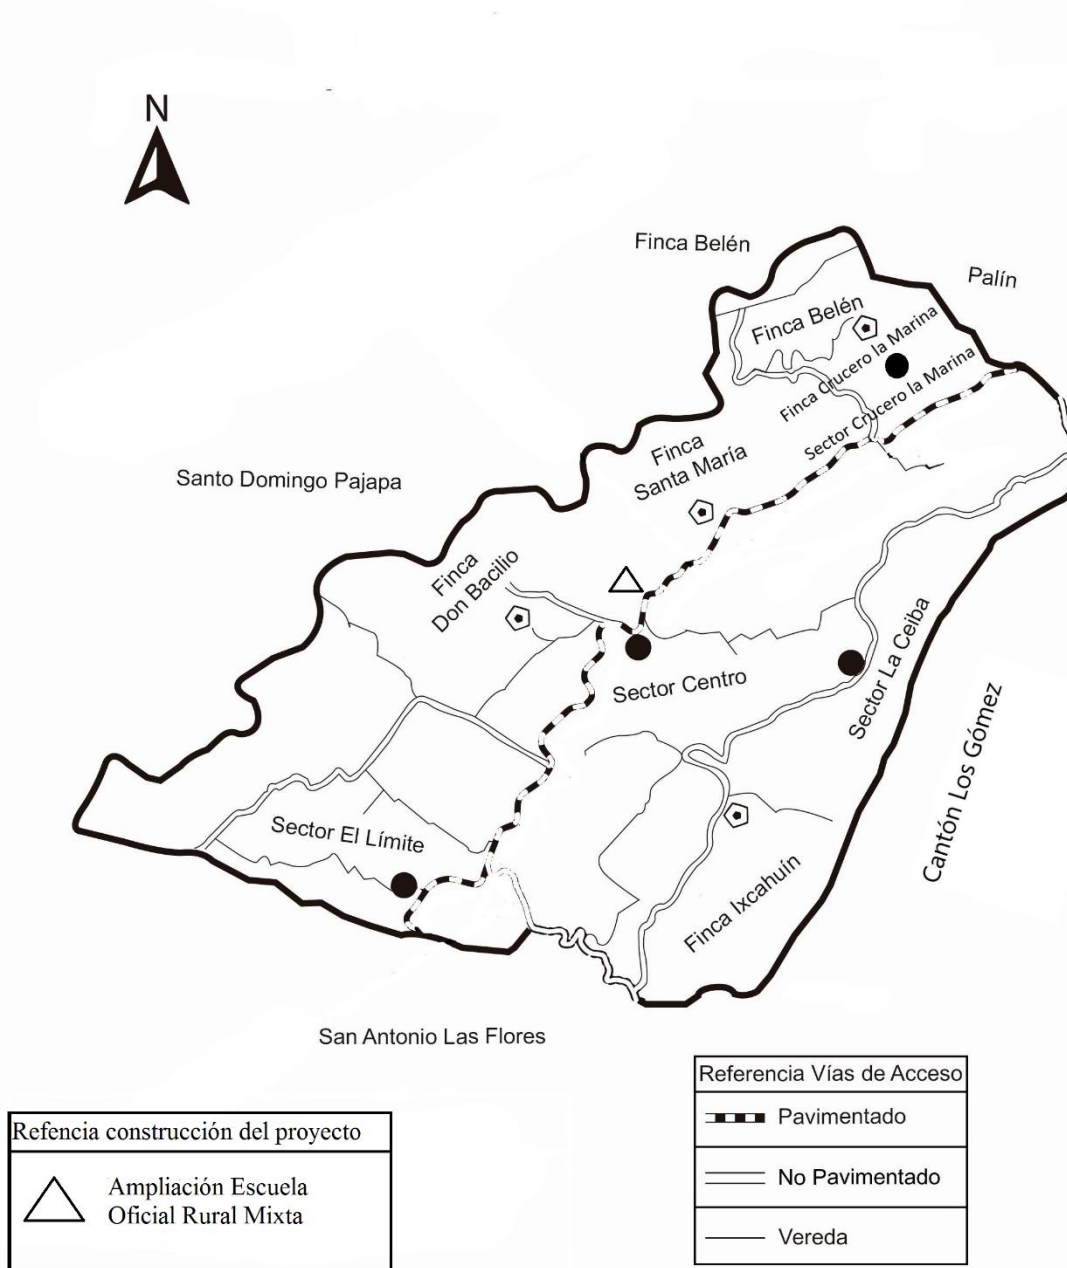 N
Finca Belén
Palín
Finca Belén
Finca Crucero la Marina
Sector Crucero la Marina
Finca
Santa María
Santo Domingo Pajapa
Finca
Don Bacilio
Sector Centro
Sector La Ceiba
Cantón Los Gómez
Sector El Límite
Finca Ixcahuín
San Antonio Las Flores
Referencia Vías de Acceso
Pavimentado
No Pavimentado
Vereda
Refencia construcción del proyecto
Ampliación Escuela
Oficial Rural Mixta